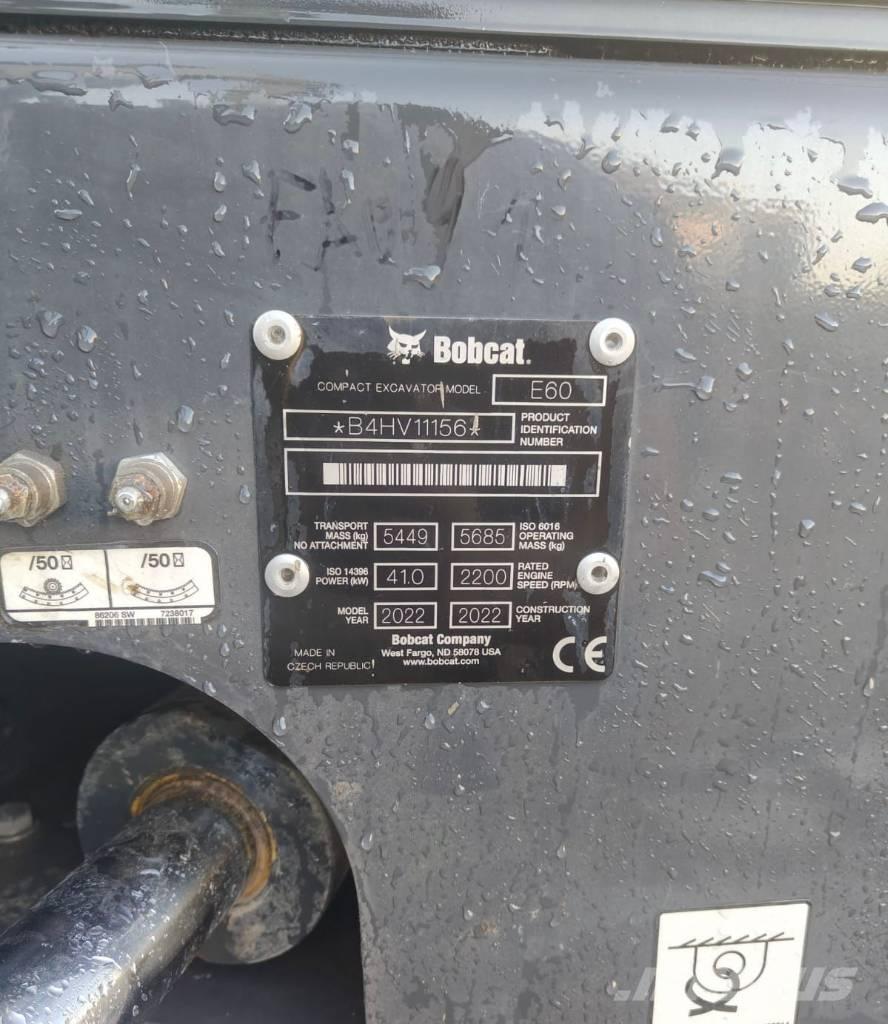 Bobcat.
COMPACT EXCAVATOR MODEL E60
*B4HV11156* PRODUCT IDENTIFICATION NUMBER
TRANSPORT MASS (kg) NO ATTACHMENT 5449 5685 ISO 6016 OPERATING MASS (kg)
ISO 14396 POWER (kW) 41.0 2200 RATED ENGINE SPEED (RPM)
MODEL YEAR 2022 2022 CONSTRUCTION YEAR
Bobcat Company
West Fargo, ND 58078 USA
www.bobcat.com
MADE IN
CZECH REPUBLIC
CE
/50 /50
86206 SW 7238017